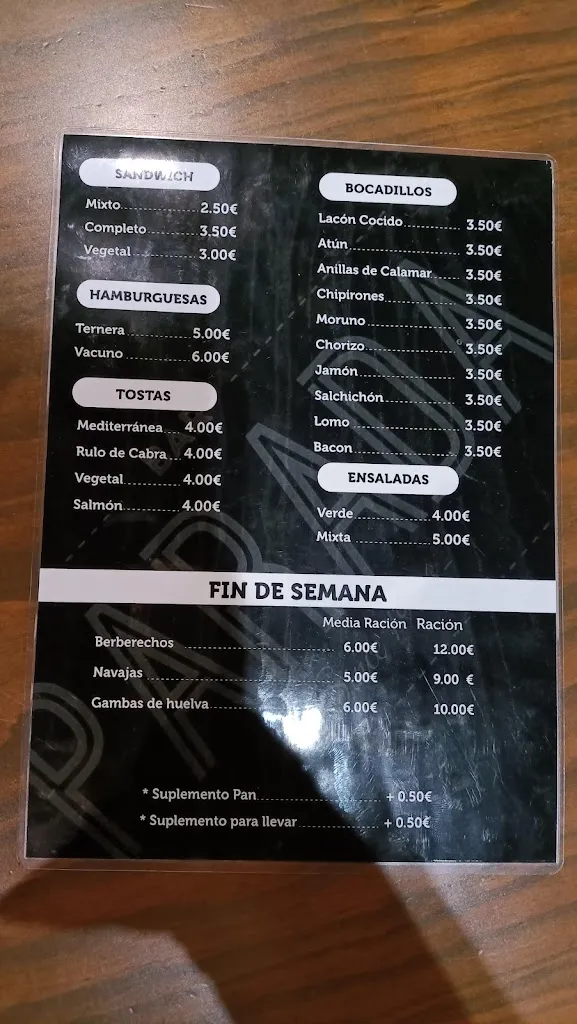 SANDWICH
Mixto 2.50€
Completo 3.50€
Vegetal 3.00€
HAMBURGUESAS
Ternera 5.00€
Vacuno 6.00€
TOSTAS
Mediterránea 4.00€
Rulo de Cabra 4.00€
Vegetal 4.00€
Salmón 4.00€
BOCADILLOS
Lacón Cocido 3.50€
Atún 3.50€
Anillas de Calamar 3.50€
Chipirones 3.50€
Moruno 3.50€
Chorizo 3.50€
Jamón 3.50€
Salchichón 3.50€
Lomo 3.50€
Bacon 3.50€
ENSALADAS
Verde 4.00€
Mixta 5.00€
BAR
PARADA
FIN DE SEMANA
Media Ración Ración
Berberechos 6.00€ 12.00€
Navajas 5.00€ 9.00 €
Gambas de huelva 6.00€ 10.00€
* Suplemento Pan + 0.50€
* Suplemento para llevar + 0.50€